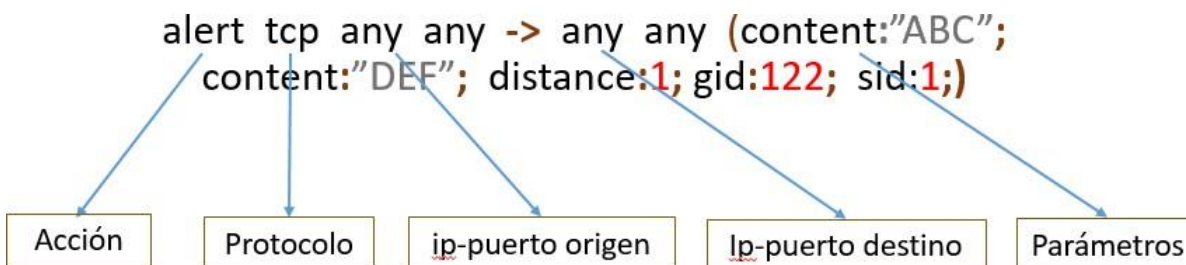 alert tcp any any -> any any (content:”ABC”;
content:”DEF”; distance:1; gid:122; sid:1;)
Acción
Protocolo
ip-puerto origen
Ip-puerto destino
Parámetros